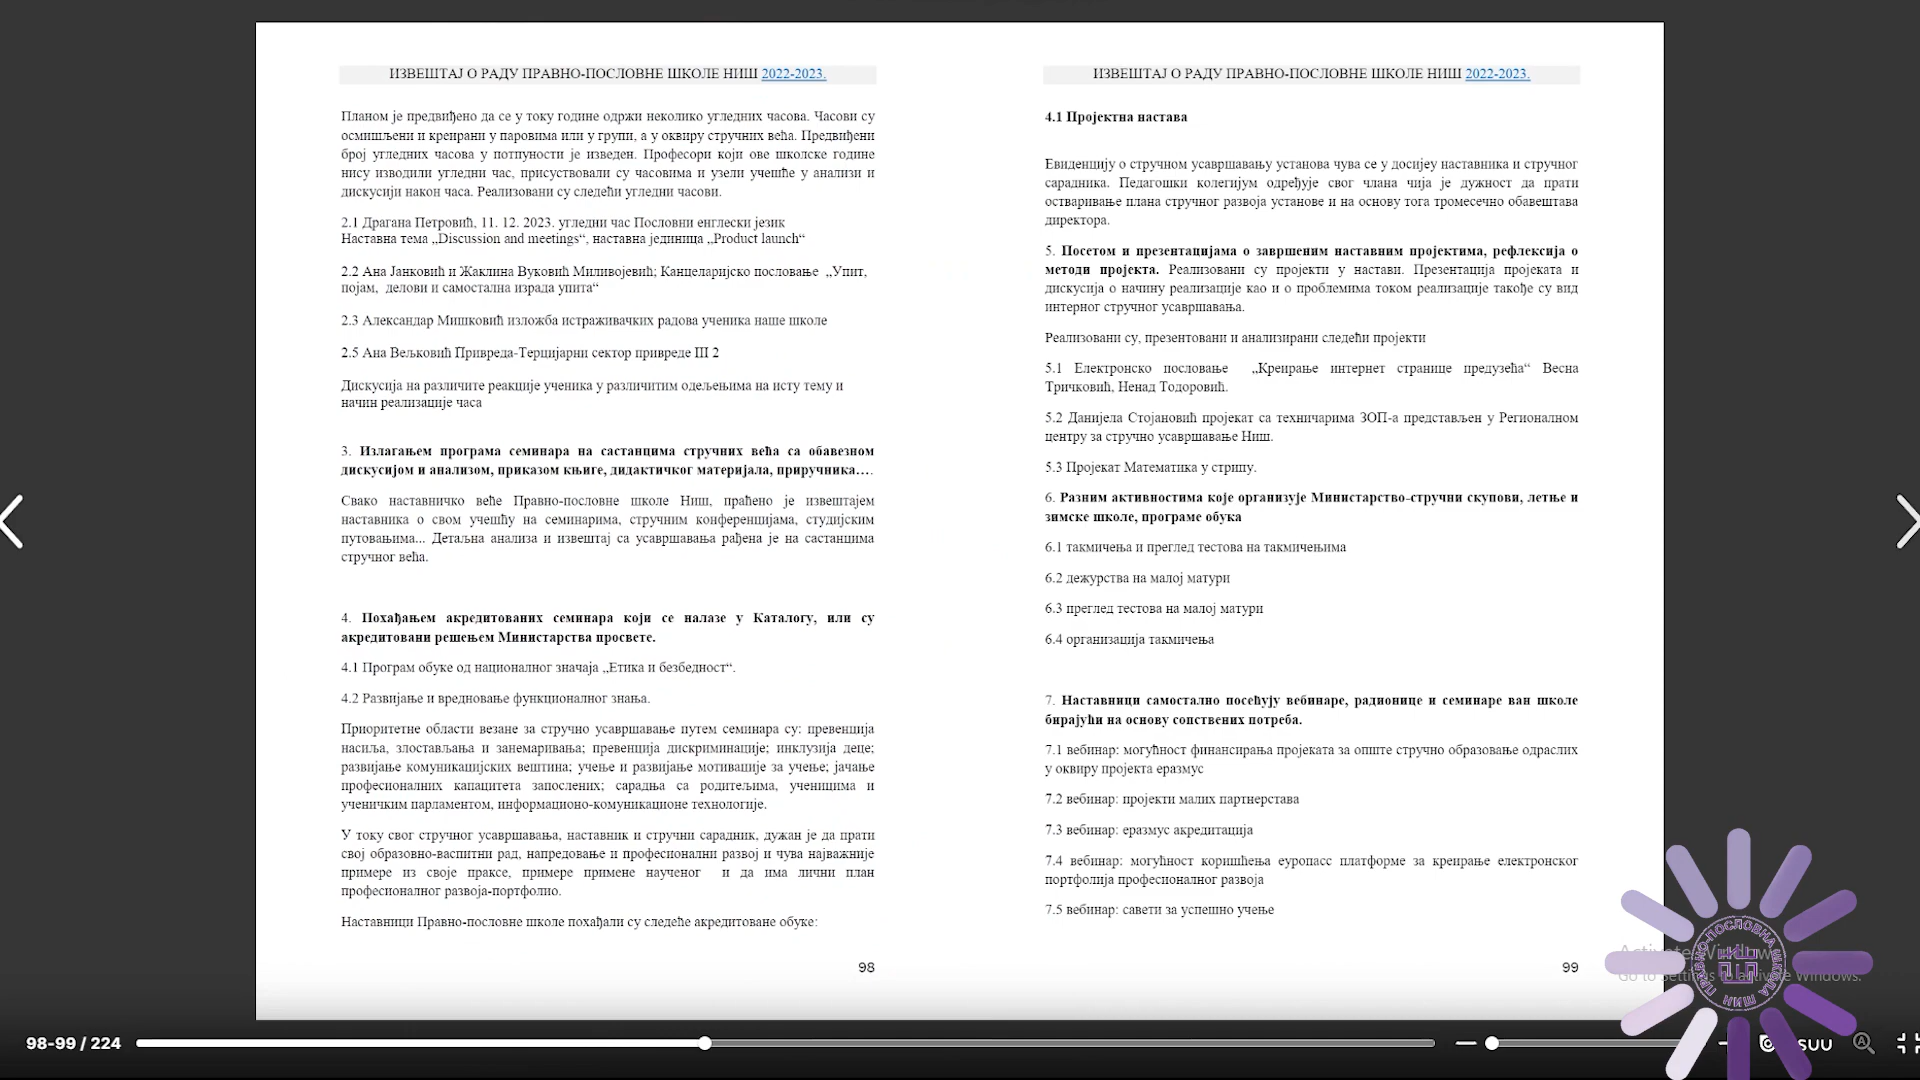 ИЗВЕШТАЈ О РАДУ ПРАВНО-ПОСЛОВНЕ ШКОЛЕ НИШ 2022-2023.
Планом је предвиђено да се у току године одржи неколико угледних часова. Часови су
осмишљени и креирани у паровима или у групи, а у оквиру стручних већа. Предвиђени
број угледних часова у потпуности је изведен. Професори који ове школске године
нису изводили угледни час, присуствовали су часовима и узели учешће у анализи и
дискусији након часа. Реализовани су следећи угледни часови.
2.1 Драгана Петровић, 11. 12. 2023. угледни час Пословни енглески језик
Наставна тема „Discussion and meetings“, наставна јединица „Product launch“
2.2 Ана Јанковић и Жаклина Вуковић Миливојевић; Канцеларијско пословање „Упит,
појам, делови и самостална израда упита“
2.3 Александар Мишковић изложба истраживачких радова ученика наше школе
2.5 Ана Вељковић Привреда-Терцијарни сектор привреде III 2
Дискусија на различите реакције ученика у различитим одељењима на исту тему и
начин реализације часа
3. Излагањем програма семинара на састанцима стручних већа са обавезном
дискусијом и анализом, приказом књиге, дидактичког материјала, приручника….
Свако наставничко веће Правно-пословне школе Ниш, праћено је извештајем
наставника о свом учешћу на семинарима, стручним конференцијама, студијским
путовањима... Детаљна анализа и извештај са усавршавања рађена је на састанцима
стручног већа.
4. Похађањем акредитованих семинара који се налазе у Каталогу, или су
акредитовани решењем Министарства просвете.
4.1 Програм обуке од националног значаја „Етика и безбедност“.
4.2 Развијање и вредновање функционалног знања.
Приоритетне области везане за стручно усавршавање путем семинара су: превенција
насиља, злостављања и занемаривања; превенција дискриминације; инклузија деце;
развијање комуникацијских вештина; учење и развијање мотивације за учење; јачање
професионалних капацитета запослених; сарадња са родитељима, ученицима и
ученичким парламентом, информационо-комуникационе технологије.
У току свог стручног усавршавања, наставник и стручни сарадник, дужан је да прати
свој образовно-васпитни рад, напредовање и професионални развој и чува најважније
примере из своје праксе, примере примене наученог и да има лични план
професионалног развоја-портфолио.
Наставници Правно-пословне школе похађали су следеће акредитоване обуке:
98
ИЗВЕШТАЈ О РАДУ ПРАВНО-ПОСЛОВНЕ ШКОЛЕ НИШ 2022-2023.
4.1 Пројектна настава
Евиденцију о стручном усавршавању установа чува се у досијеу наставника и стручног
сарадника. Педагошки колегијум одређује свог члана чија је дужност да прати
остваривање плана стручног развоја установе и на основу тога тромесечно обавештава
директора.
5. Посетом и презентацијама о завршеним наставним пројектима, рефлексија о
методи пројекта. Реализовани су пројекти у настави. Презентација пројеката и
дискусија о начину реализације као и о проблемима током реализације такође су вид
интерног стручног усавршавања.
Реализовани су, презентовани и анализирани следећи пројекти
5.1 Електронско пословање „Креирање интернет странице предузећа“ Весна
Тричковић, Ненад Тодоровић.
5.2 Данијела Стојановић пројекат са техничарима ЗОП-а представљен у Регионалном
центру за стручно усавршавање Ниш.
5.3 Пројекат Математика у стрипу.
6. Разним активностима које организује Министарство-стручни скупови, летње и
зимске школе, програме обука
6.1 такмичења и преглед тестова на такмичењима
6.2 дежурства на малој матури
6.3 преглед тестова на малој матури
6.4 организација такмичења
7. Наставници самостално посећују вебинаре, радионице и семинаре ван школе
бирајући на основу сопствених потреба.
7.1 вебинар: могућност финансирања пројеката за опште стручно образовање одраслих
у оквиру пројекта еразмус
7.2 вебинар: пројекти малих партнерстава
7.3 вебинар: еразмус акредитација
7.4 вебинар: могућност коришћења еуропасс платформе за креирање електронског
портфолија професионалног развоја
7.5 вебинар: савети за успешно учење
99
ПРАВНО-ПОСЛОВНА ШКОЛА НИШ
98-99 / 224